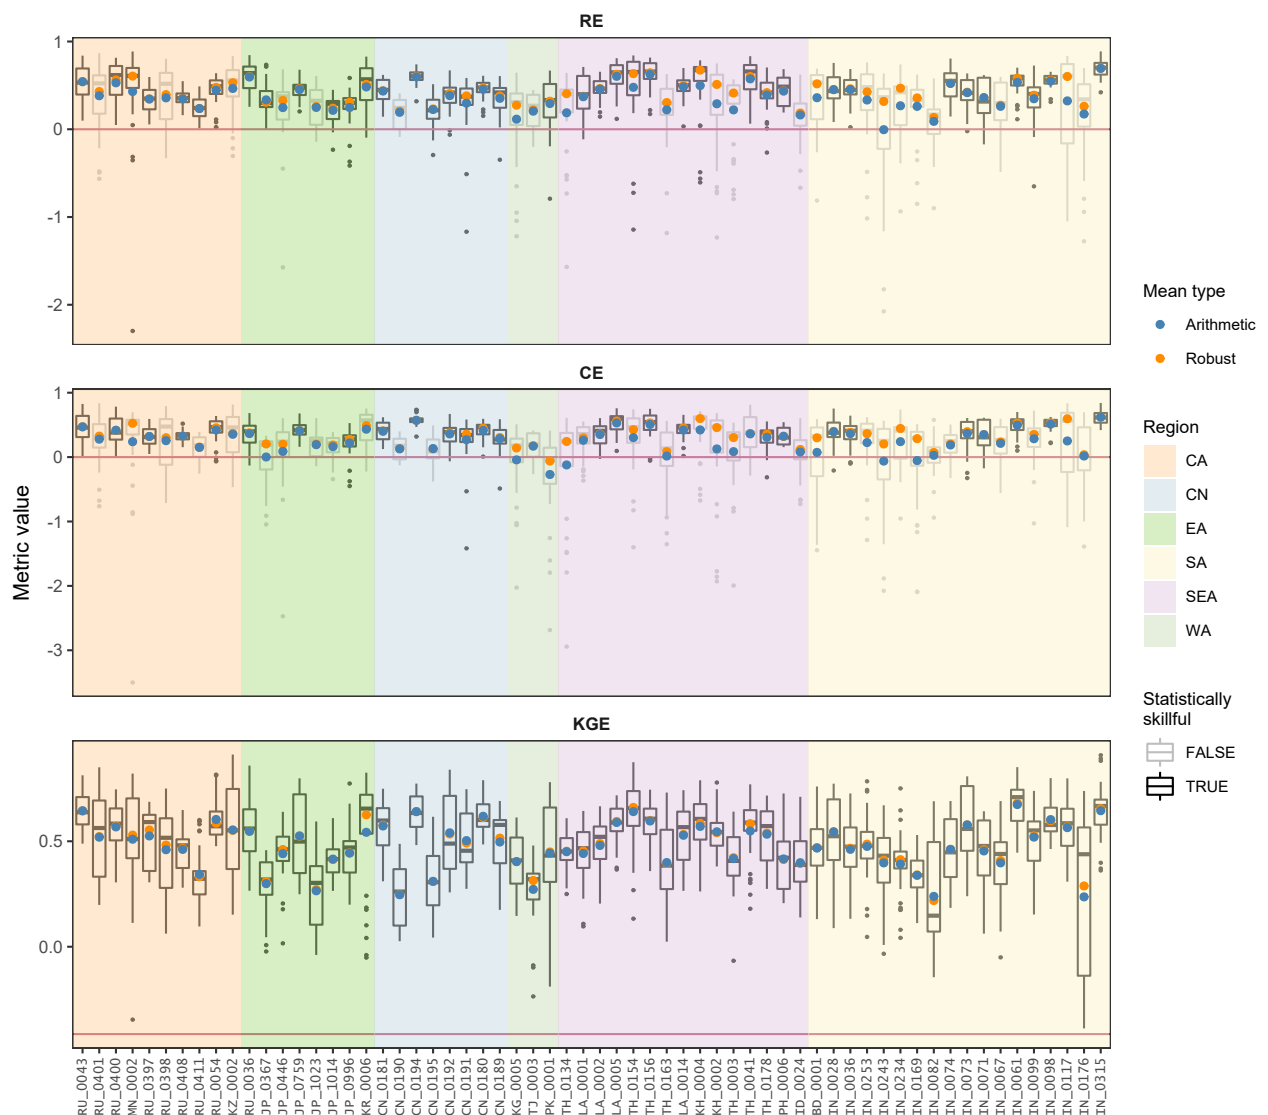 RE
1
0
-1
-2
CE
1
0
-1
-2
-3
KGE
0.5
0.0
Metric value
RU_0043
RU_0401
RU_0400
MN_0002
RU_0397
RU_0398
RU_0408
RU_0411
RU_0054
KZ_0002
RU_0036
JP_0367
JP_0446
JP_0759
JP_1023
JP_1014
JP_0996
KR_0006
CN_0181
CN_0190
CN_0194
CN_0195
CN_0192
CN_0191
CN_0180
CN_0189
KG_0005
TJ_0003
PK_0001
TH_0134
LA_0001
LA_0002
LA_0005
TH_0154
TH_0156
TH_0163
LA_0014
KH_0004
KH_0002
TH_0003
TH_0041
TH_0178
PH_0006
ID_0024
BD_0001
IN_0028
IN_0036
IN_0253
IN_0243
IN_0234
IN_0169
IN_0082
IN_0074
IN_0073
IN_0071
IN_0067
IN_0061
IN_0099
IN_0098
IN_0117
IN_0176
IN_0315
Mean type
Arithmetic
Robust
Region
CA
CN
EA
SA
SEA
WA
Statistically
skillful
FALSE
TRUE